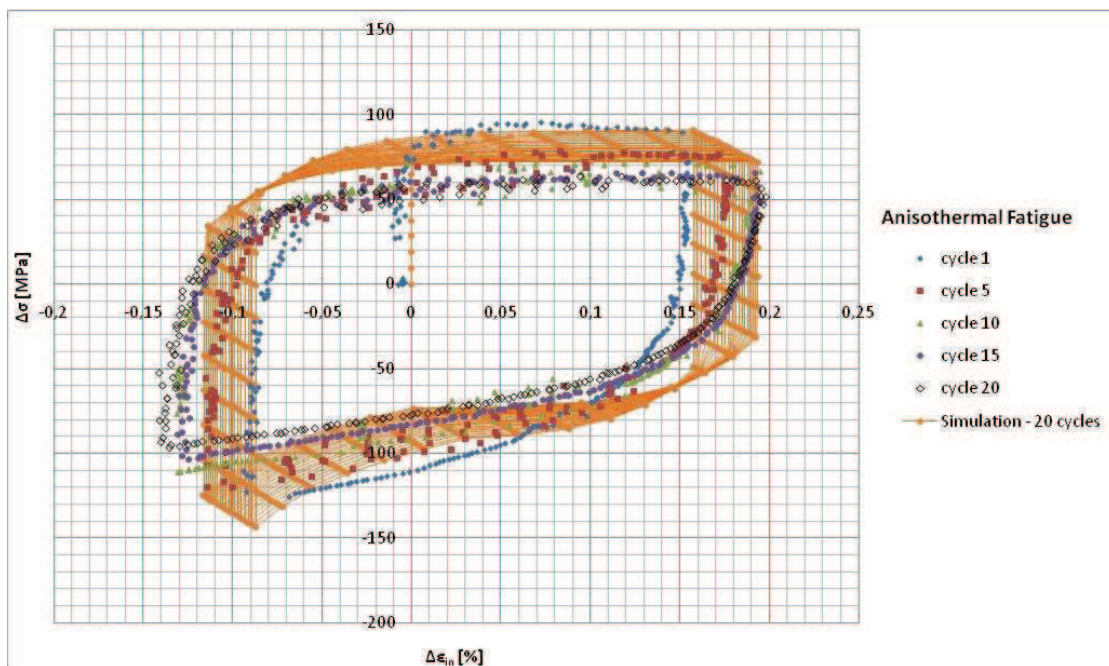 150
100
50
0
-50
-100
-150
-200
-0,2
-0,15
-0,1
-0,05
0
0,05
0,1
0,15
0,2
0,25
Δσ [MPa]
Δε_in [%]
Anisothermal Fatigue
cycle 1
cycle 5
cycle 10
cycle 15
cycle 20
Simulation - 20 cycles